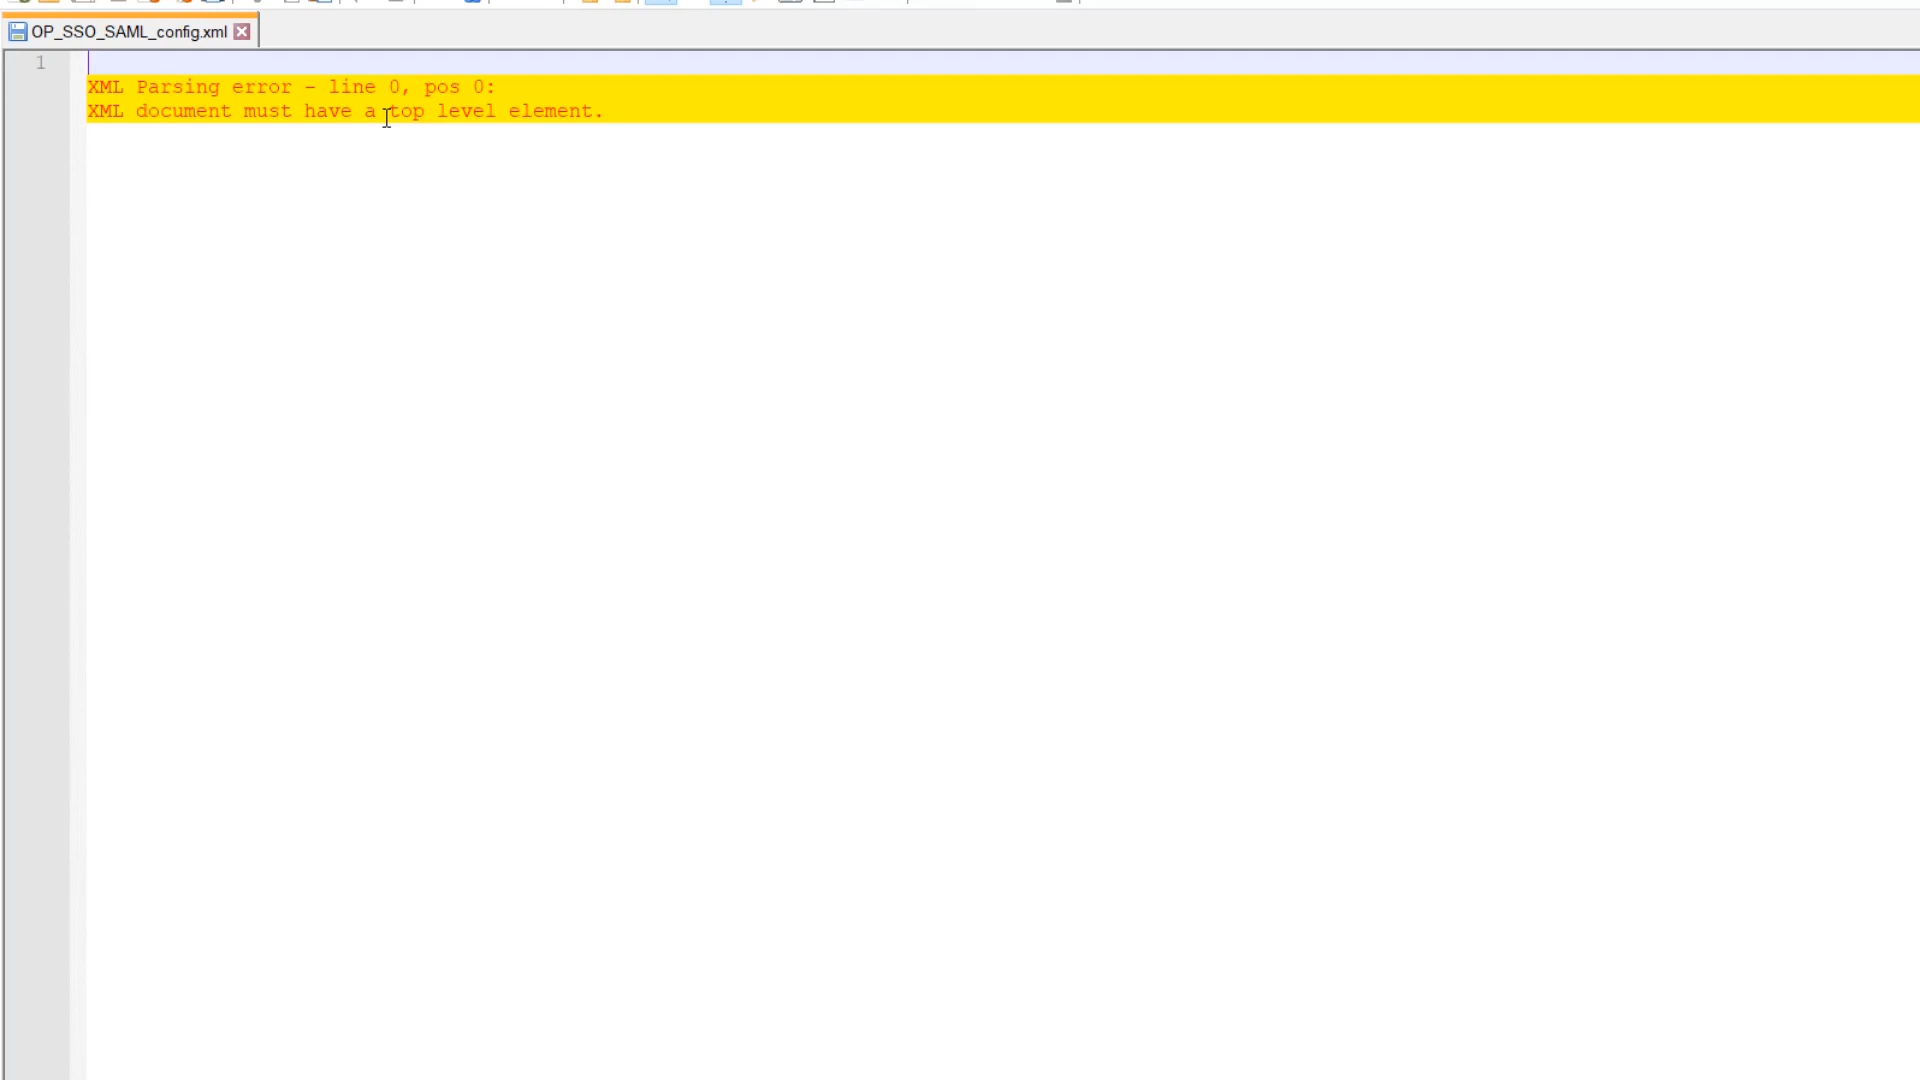 OP_SSO_SAML_config.xml
1
XML Parsing error - line 0, pos 0:
XML document must have a top level element.